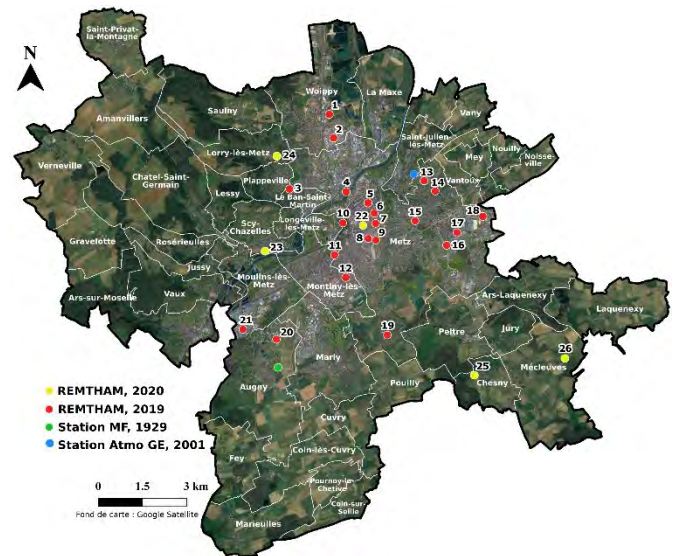 Saint-Privat
la-Montagne
N
Woippy
La Maxe
Saulny
Amanvillers
1
2
Vany
Saint-Julien
lès-Metz
Nouilly
Mey
Noisse-
ville
Lorry-lès-Metz
24
Verneville
Chatel-Saint-
Germain
Plappeville
13
Vantoux
14
Lessy
3
Le Ban-Saint-
Martin
4
5
6
18
Scy-
Chazelles
Longéville-
lès-Metz
10
22
7
15
17
Gravelotte
Rosérieulles
23
8
9
Metz
16
Jussy
11
Moulins-lès-
Metz
12
Ars-sur-Moselle
Vaux
Montiny-lès-
Metz
Ars-Laquenexy
Laquenexy
21
20
19
Peltre
Jury
26
Marly
Mécleuves
25
Augny
Pouilly
Chesny
REMTHAM, 2020
REMTHAM, 2019
Station MF, 1929
Station Atmo GE, 2001
Cuvry
Coin-lès-Cuvry
Fey
Pournoy-la-
Chetive
Coin-sur-
Seille
Marieulles
0 1.5 3 km
Fond de carte : Google Satellite